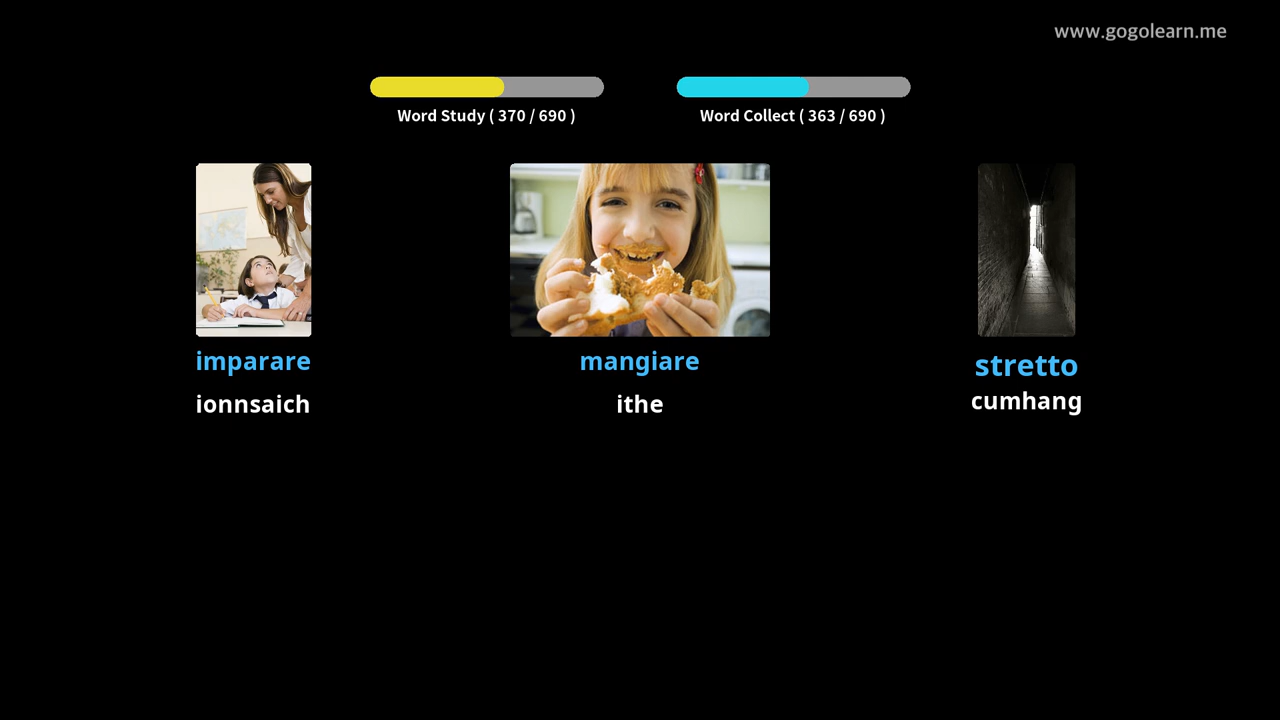 www.gogolearn.me
Word Study ( 370 / 690 )
Word Collect ( 363 / 690 )
imparare
ionnsaich
mangiare
ithe
stretto
cumhang